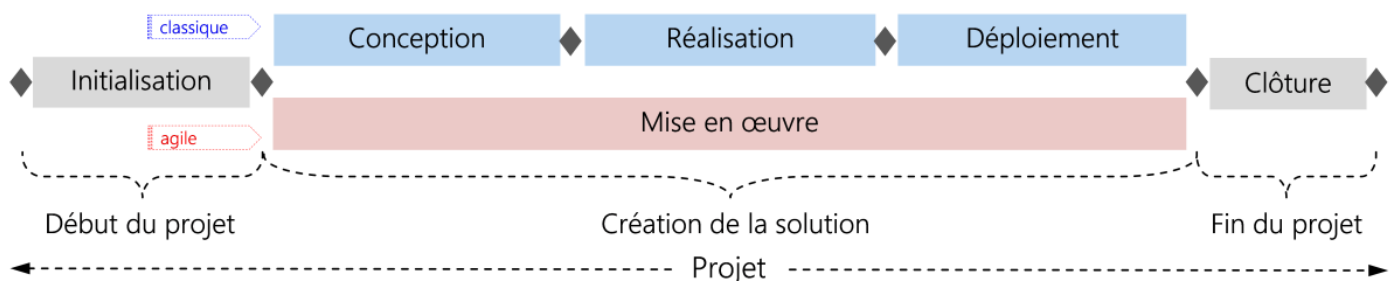 classique
Conception
Réalisation
Déploiement
Initialisation
Clôture
agile
Mise en œuvre
Début du projet
Création de la solution
Fin du projet
Projet